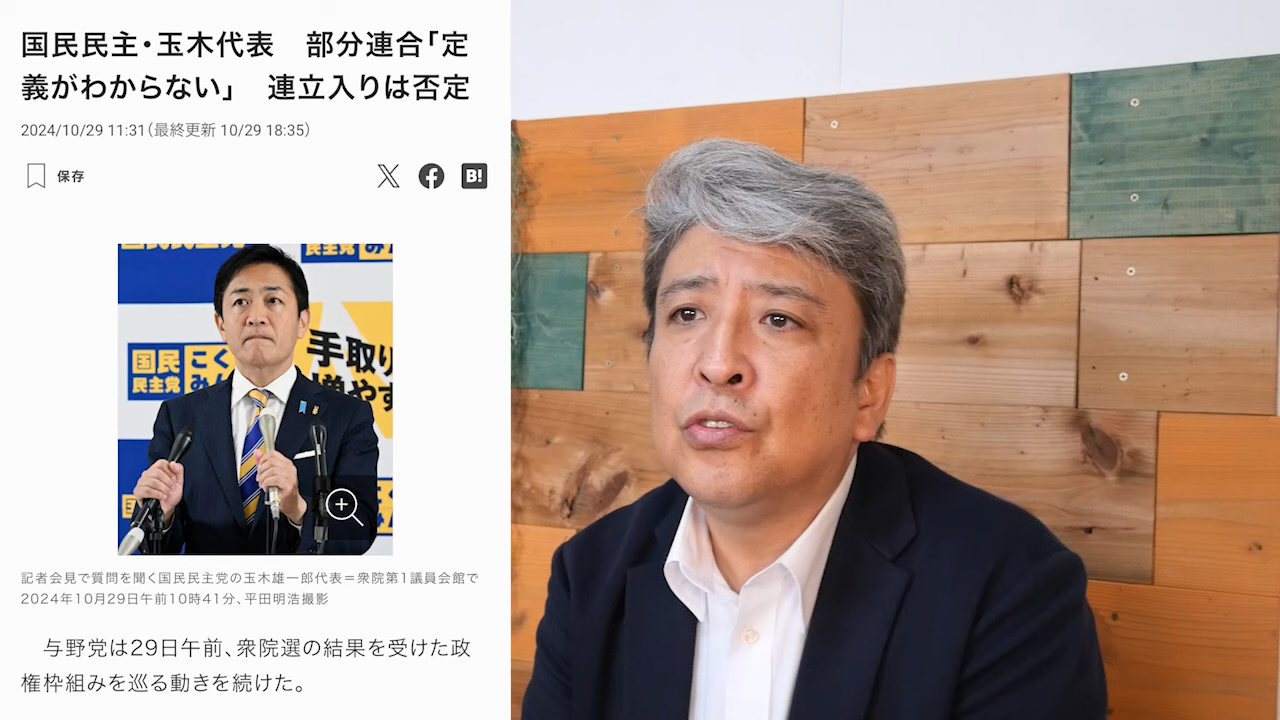 国民民主・玉木代表　部分連合「定
義がわからない」　連立入りは否定
2024/10/29 11:31（最終更新 10/29 18:35）
保存
B!
国民
民主党
こく
手取り
増やす
記者会見で質問を聞く国民民主党の玉木雄一郎代表＝衆院第1議員会館で
2024年10月29日午前10時41分、平田明浩撮影
　与野党は29日午前、衆院選の結果を受けた政
権枠組みを巡る動きを続けた。